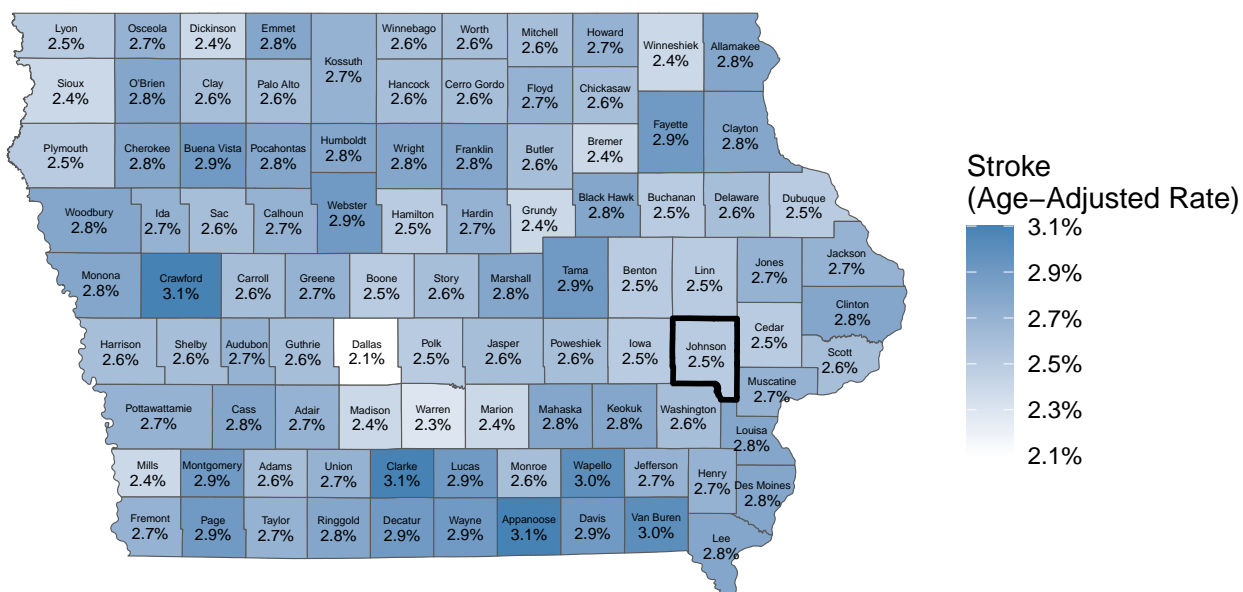 Lyon Osceola Dickinson Emmet Winnebago Worth Mitchell Howard Winneshiek Allamakee
2.5% 2.7% 2.4% 2.8% 2.6% 2.6% 2.6% 2.7% 2.4% 2.8%
Kossuth
2.7%
Sioux O'Brien Clay Palo Alto Hancock Cerro Gordo Floyd Chickasaw
2.4% 2.8% 2.6% 2.6% 2.6% 2.6% 2.7% 2.6%
Fayette Clayton
2.9% 2.8%
Plymouth Cherokee Buena Vista Pocahontas Humboldt Wright Franklin Butler Bremer
2.5% 2.8% 2.9% 2.8% 2.8% 2.8% 2.8% 2.6% 2.4%
Woodbury Ida Sac Calhoun Webster Hamilton Hardin Grundy Black Hawk Buchanan Delaware Dubuque
2.8% 2.7% 2.6% 2.7% 2.9% 2.5% 2.7% 2.4% 2.8% 2.5% 2.6% 2.5%
Monona Crawford Carroll Greene Boone Story Marshall Tama Benton Linn Jones Jackson
2.8% 3.1% 2.6% 2.7% 2.5% 2.6% 2.8% 2.9% 2.5% 2.5% 2.7% 2.7%
Clinton
2.8%
Harrison Shelby Audubon Guthrie Dallas Polk Jasper Poweshiek Iowa Johnson Cedar Scott
2.6% 2.6% 2.7% 2.6% 2.1% 2.5% 2.6% 2.6% 2.5% 2.5% 2.5% 2.6%
Muscatine
2.7%
Pottawattamie Cass Adair Madison Warren Marion Mahaska Keokuk Washington Louisa
2.7% 2.8% 2.7% 2.4% 2.3% 2.4% 2.8% 2.8% 2.6% 2.8%
Mills Montgomery Adams Union Clarke Lucas Monroe Wapello Jefferson Henry Des Moines
2.4% 2.9% 2.6% 2.7% 3.1% 2.9% 2.6% 3.0% 2.7% 2.7% 2.8%
Fremont Page Taylor Ringgold Decatur Wayne Appanoose Davis Van Buren Lee
2.7% 2.9% 2.7% 2.8% 2.9% 2.9% 3.1% 2.9% 3.0% 2.8%
Stroke
(Age−Adjusted Rate)
3.1%
2.9%
2.7%
2.5%
2.3%
2.1%